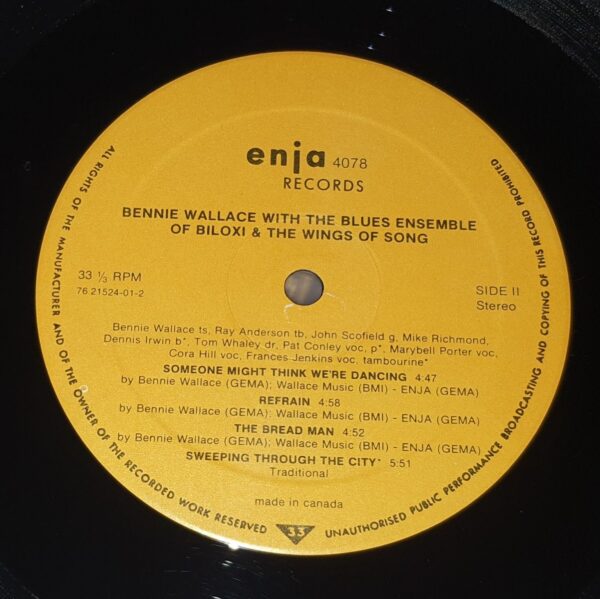 enja 4078
RECORDS
BENNIE WALLACE WITH THE BLUES ENSEMBLE
OF BILOXI & THE WINGS OF SONG
33 ⅓ RPM
76 21524-01-2
SIDE II
Stereo
Bennie Wallace ts, Ray Anderson tb, John Scofield g, Mike Richmond,
Dennis Irwin b*, Tom Whaley dr, Pat Conley voc, p*, Marybell Porter voc,
Cora Hill voc, Frances Jenkins voc, tambourine*
SOMEONE MIGHT THINK WE'RE DANCING 4:47
by Bennie Wallace (GEMA); Wallace Music (BMI) - ENJA (GEMA)
REFRAIN 4:58
by Bennie Wallace (GEMA); Wallace Music (BMI) - ENJA (GEMA)
THE BREAD MAN 4:52
by Bennie Wallace (GEMA); Wallace Music (BMI) - ENJA (GEMA)
SWEEPING THROUGH THE CITY* 5:51
Traditional
made in canada
ALL RIGHTS OF THE MANUFACTURER AND OF THE OWNER OF THE RECORDED WORK RESERVED
33
UNAUTHORISED PUBLIC PERFORMANCE BROADCASTING AND COPYING OF THIS RECORD PROHIBITED